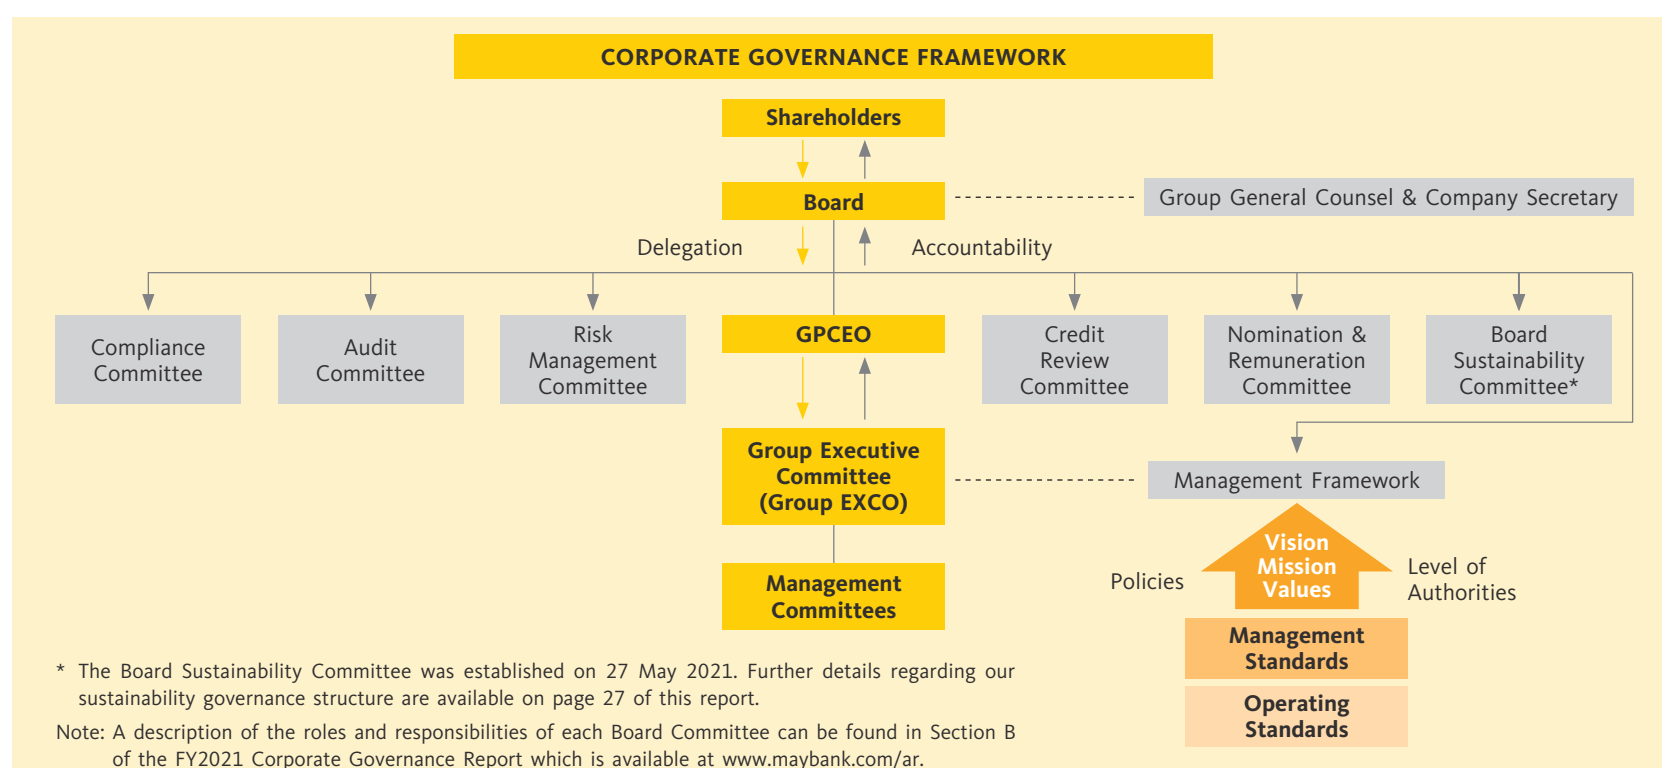 CORPORATE GOVERNANCE FRAMEWORK
Shareholders
Board
Group General Counsel & Company Secretary
Delegation
Accountability
Compliance
Committee
Audit
Committee
Risk
Management
Committee
GPCEO
Credit
Review
Committee
Nomination &
Remuneration
Committee
Board
Sustainability
Committee*
Group Executive
Committee
(Group EXCO)
Management Framework
Vision
Mission
Values
Policies
Level of
Authorities
Management
Committees
Management
Standards
Operating
Standards
* The Board Sustainability Committee was established on 27 May 2021. Further details regarding our
sustainability governance structure are available on page 27 of this report.
Note: A description of the roles and responsibilities of each Board Committee can be found in Section B
of the FY2021 Corporate Governance Report which is available at www.maybank.com/ar.